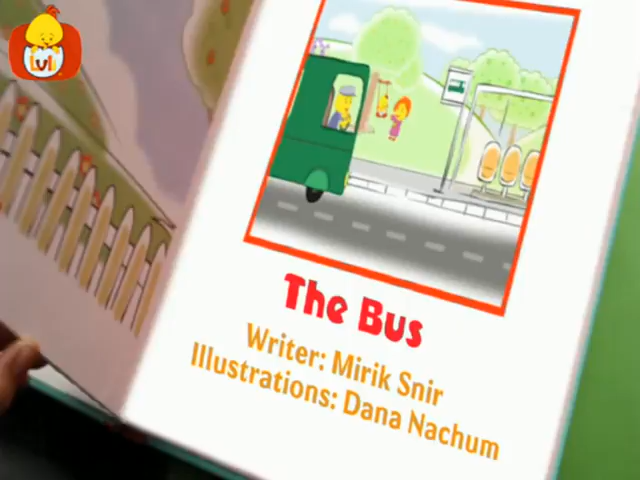 The Bus
Writer: Mirik Snir
Illustrations: Dana Nachum